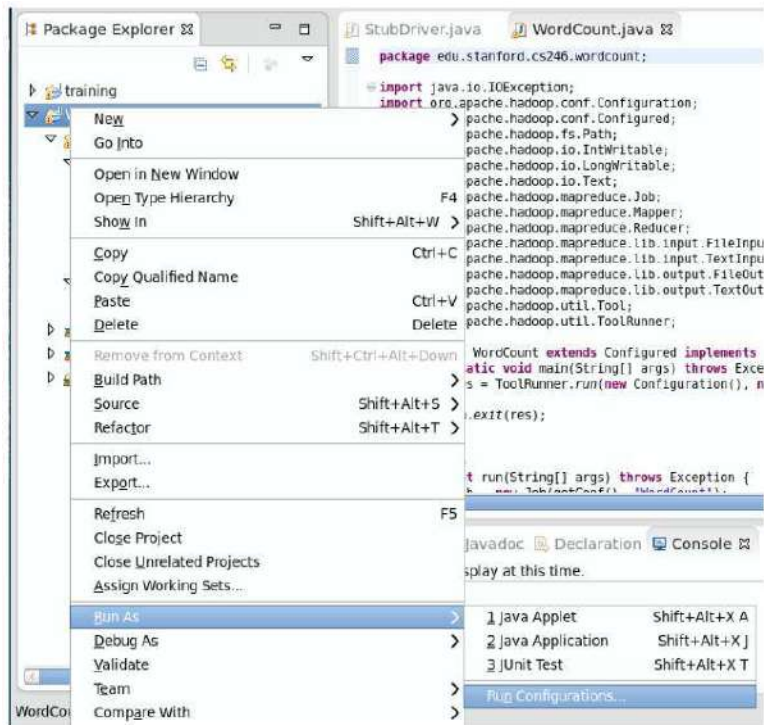 Package Explorer
StubDriver.java
WordCount.java
package edu.stanford.cs246.wordcount;
training
import java.io.IOException;
import org.apache.hadoop.conf.Configuration;
pache.hadoop.conf.Configured;
pache.hadoop.fs.Path;
pache.hadoop.io.IntWritable;
pache.hadoop.io.LongWritable;
pache.hadoop.io.Text;
pache.hadoop.mapreduce.Job;
pache.hadoop.mapreduce.Mapper;
pache.hadoop.mapreduce.Reducer;
pache.hadoop.mapreduce.lib.input.FileInpu
pache.hadoop.mapreduce.lib.input.TextInpu
pache.hadoop.mapreduce.lib.output.FileOut
pache.hadoop.mapreduce.lib.output.TextOut
pache.hadoop.util.Tool;
pache.hadoop.util.ToolRunner;
WordCount extends Configured implements
atic void main(String[] args) throws Exce
s = ToolRunner.run(new Configuration(), n
.exit(res);
t run(String[] args) throws Exception {
new Job(getConf(), "WordCount");
New
Go Into
Open in New Window
Open Type Hierarchy F4
Show In Shift+Alt+W
Copy Ctrl+C
Copy Qualified Name
Paste Ctrl+V
Delete Delete
Remove from Context Shift+Ctrl+Alt+Down
Build Path
Source Shift+Alt+S
Refactor Shift+Alt+T
Import...
Export...
Refresh F5
Close Project
Close Unrelated Projects
Assign Working Sets...
Run As
Debug As
Validate
Team
Compare With
Javadoc Declaration Console
splay at this time.
1 Java Applet Shift+Alt+X A
2 Java Application Shift+Alt+X J
3 JUnit Test Shift+Alt+X T
Run Configurations...
WordCou